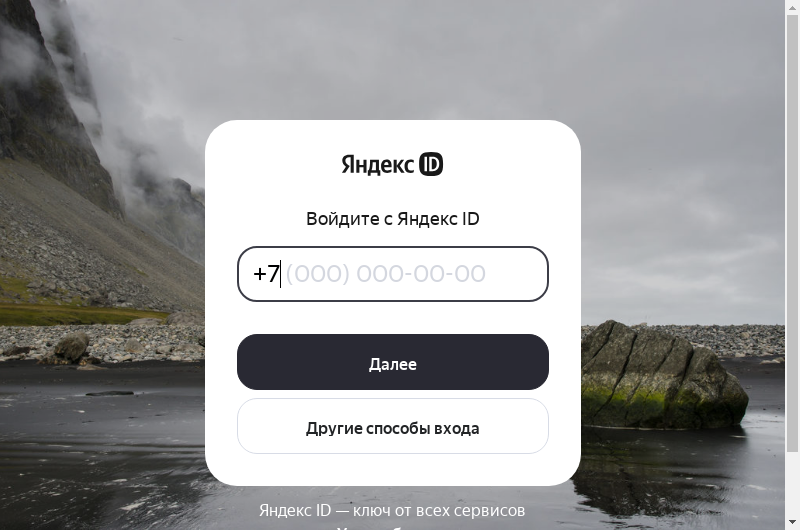 Яндекс ID
Войдите с Яндекс ID
+7 (000) 000-00-00
Далее
Другие способы входа
Яндекс ID — ключ от всех сервисов